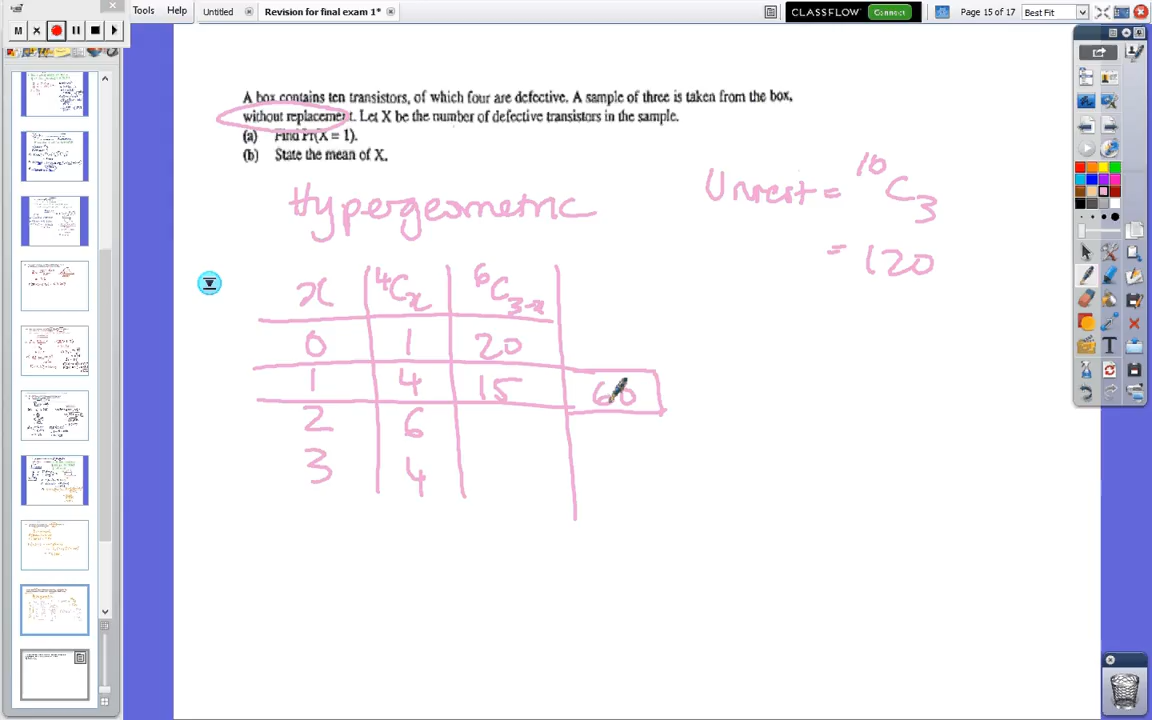 Tools Help Untitled Revision for final exam 1* CLASSFLOW Connect Page 15 of 17 Best Fit
M X
A box contains ten transistors, of which four are defective. A sample of three is taken from the box,
without replacement. Let X be the number of defective transistors in the sample.
(a) Find Pr(X = 1).
(b) State the mean of X.
Hypergeometric
Unrest = ¹⁰C₃
= 120
x ⁴Cₓ ⁶C₃₋ₓ
0 1 20
1 4 15 60
2 6
3 4